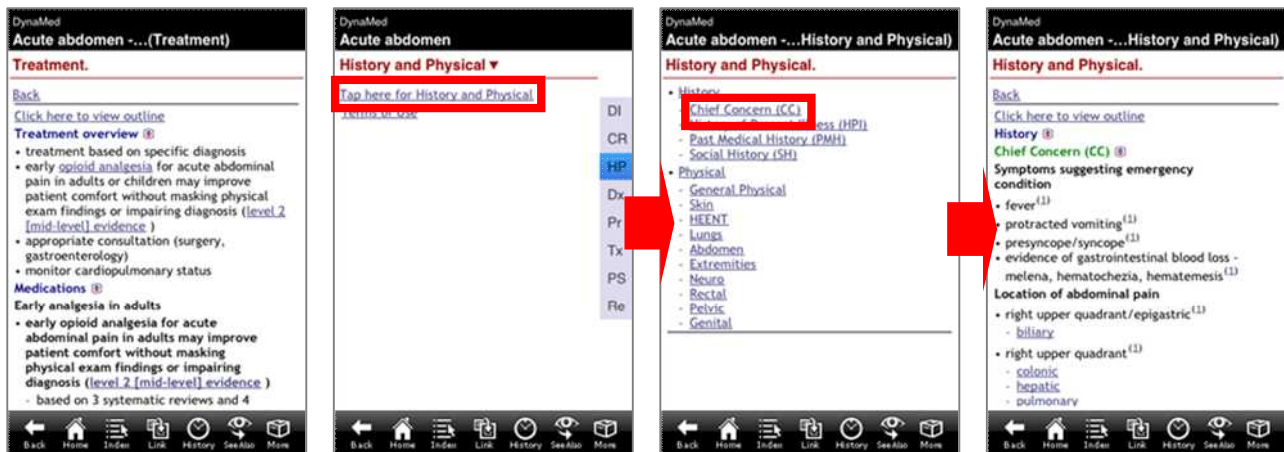 DynaMed
Acute abdomen -...(Treatment)
Treatment.
Back
Click here to view outline
Treatment overview
• treatment based on specific diagnosis
• early opioid analgesia for acute abdominal
pain in adults or children may improve
patient comfort without masking physical
exam findings or impairing diagnosis (level 2
[mid-level] evidence )
• appropriate consultation (surgery,
gastroenterology)
• monitor cardiopulmonary status
Medications
Early analgesia in adults
• early opioid analgesia for acute
abdominal pain in adults may improve
patient comfort without masking
physical exam findings or impairing
diagnosis (level 2 [mid-level] evidence )
- based on 3 systematic reviews and 4
Back Home Index Link History SeeAlso More
DynaMed
Acute abdomen
History and Physical ▼
Tap here for History and Physical
Terms of Use
DI
CR
HP
Dx
Pr
Tx
PS
Re
Back Home Index Link History SeeAlso More
DynaMed
Acute abdomen -...History and Physical)
History and Physical.
• History
- Chief Concern (CC)
- History of Present Illness (HPI)
- Past Medical History (PMH)
- Social History (SH)
• Physical
- General Physical
- Skin
- HEENT
- Lungs
- Abdomen
- Extremities
- Neuro
- Rectal
- Pelvic
- Genital
Back Home Index Link History SeeAlso More
DynaMed
Acute abdomen -...History and Physical)
History and Physical.
Back
Click here to view outline
History
Chief Concern (CC)
Symptoms suggesting emergency
condition
• fever(1)
• protracted vomiting(1)
• presyncope/syncope(1)
• evidence of gastrointestinal blood loss -
melena, hematochezia, hematemesis(1)
Location of abdominal pain
• right upper quadrant/epigastric(1)
- biliary
• right upper quadrant(1)
- colonic
- hepatic
- pulmonary
Back Home Index Link History SeeAlso More